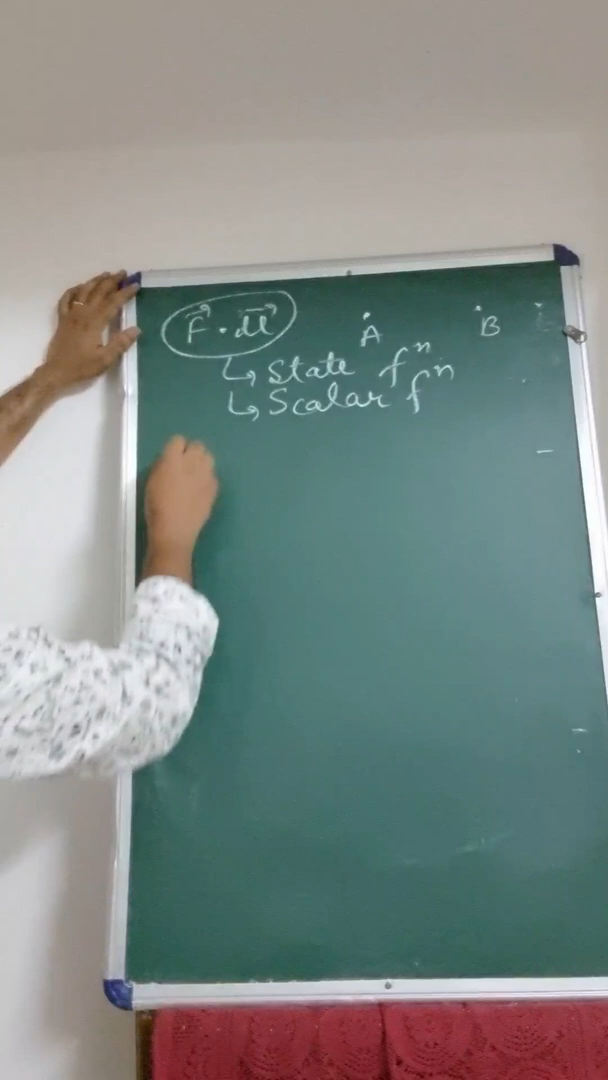 F⃗ · dl⃗ A B
↳ State fⁿ
↳ Scalar fⁿ